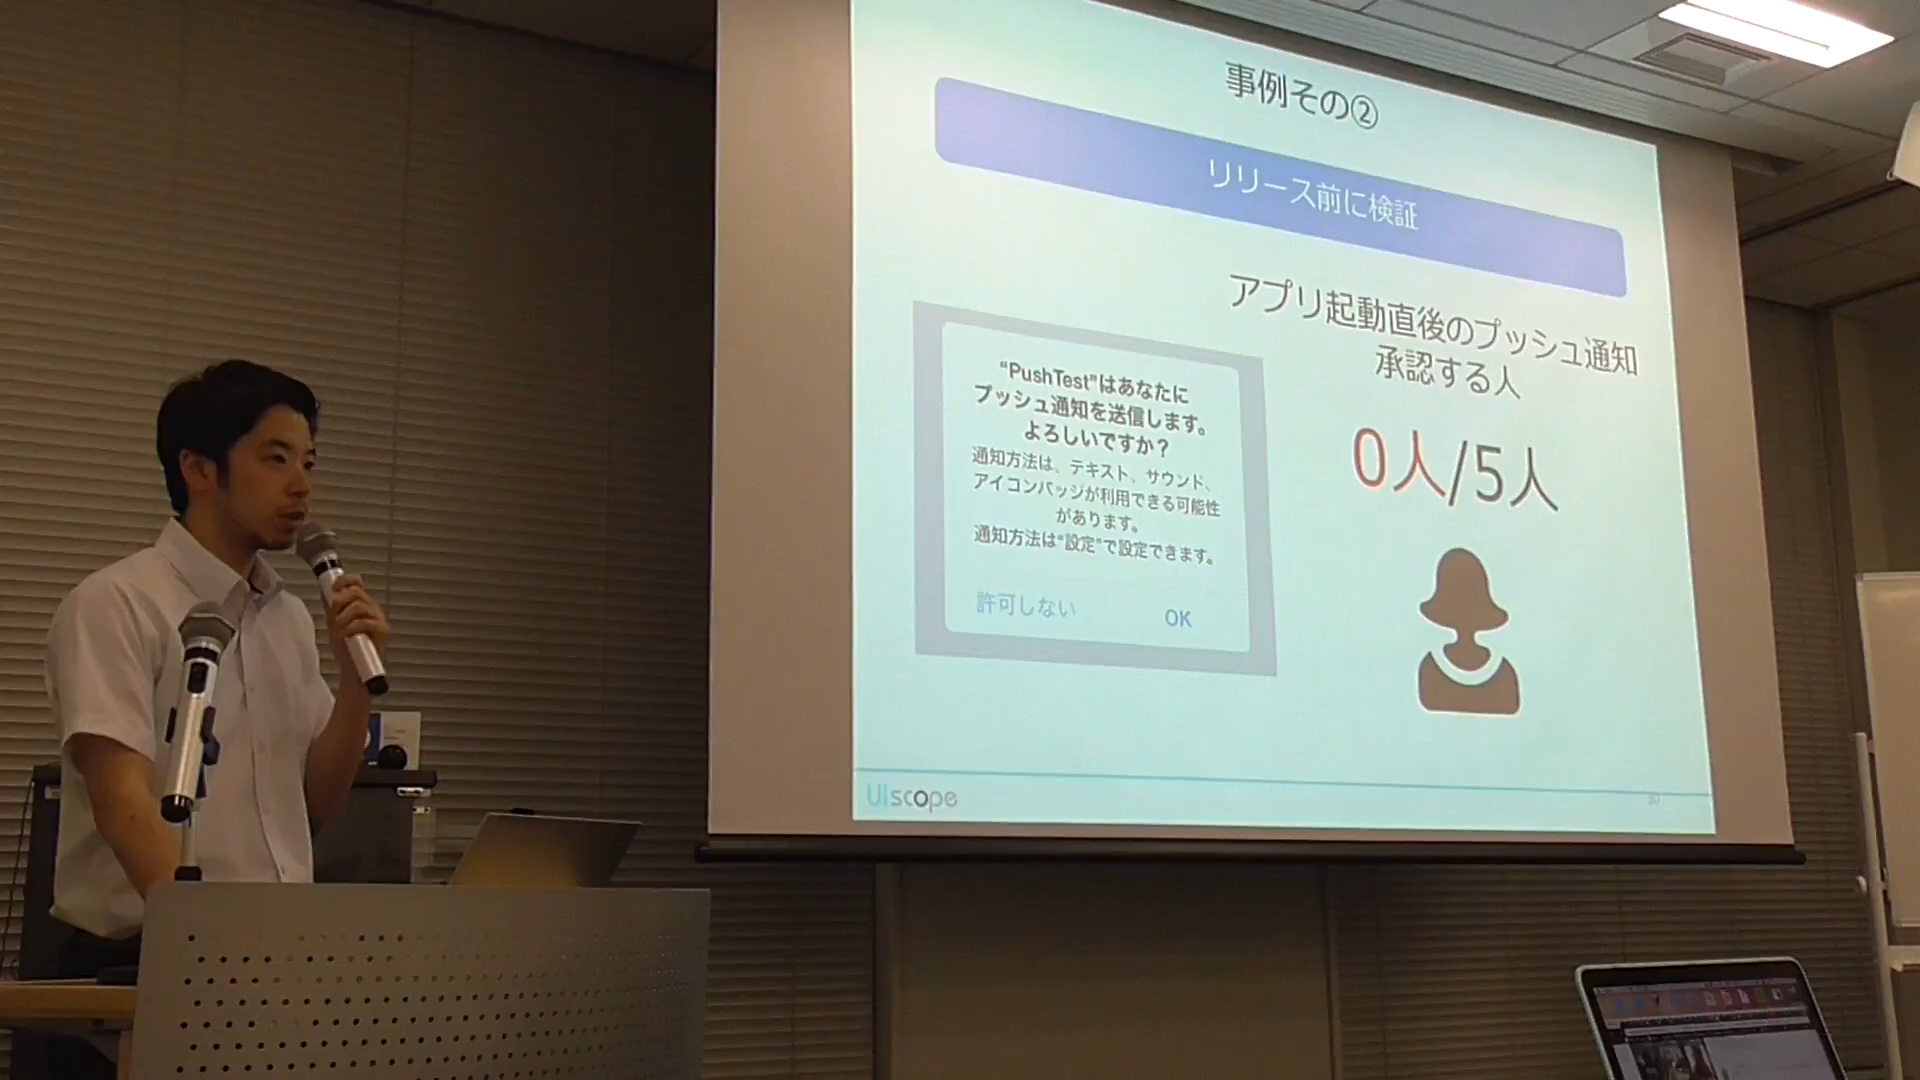 事例その②
リリース前に検証
アプリ起動直後のプッシュ通知
承認する人
0人/5人
“PushTest”はあなたに
プッシュ通知を送信します。
よろしいですか？
通知方法は、テキスト、サウンド、
アイコンバッジが利用できる可能性
があります。
通知方法は“設定”で設定できます。
許可しない OK
UIscope